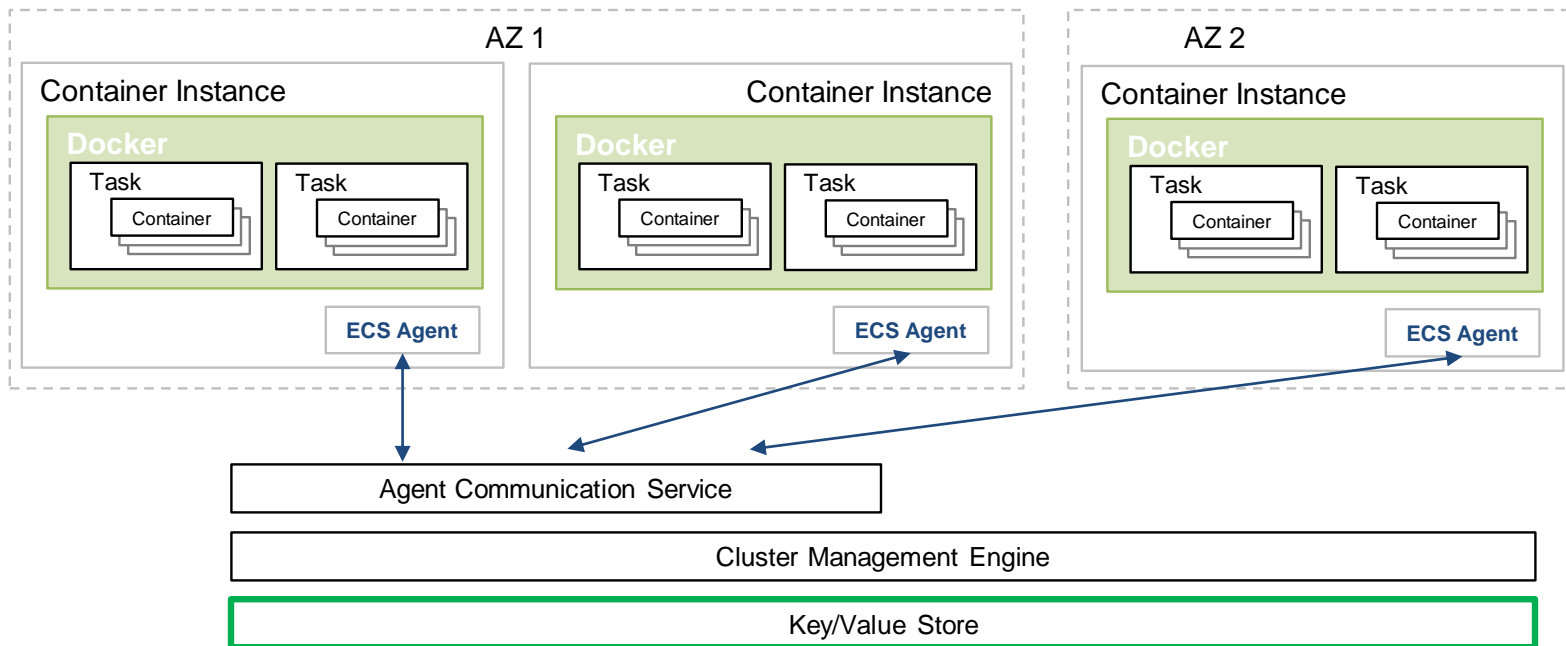 AZ 1
AZ 2
Container Instance
Container Instance
Container Instance
Docker
Docker
Docker
Task
Task
Task
Task
Task
Task
Container
Container
Container
Container
Container
Container
ECS Agent
ECS Agent
ECS Agent
Agent Communication Service
Cluster Management Engine
Key/Value Store